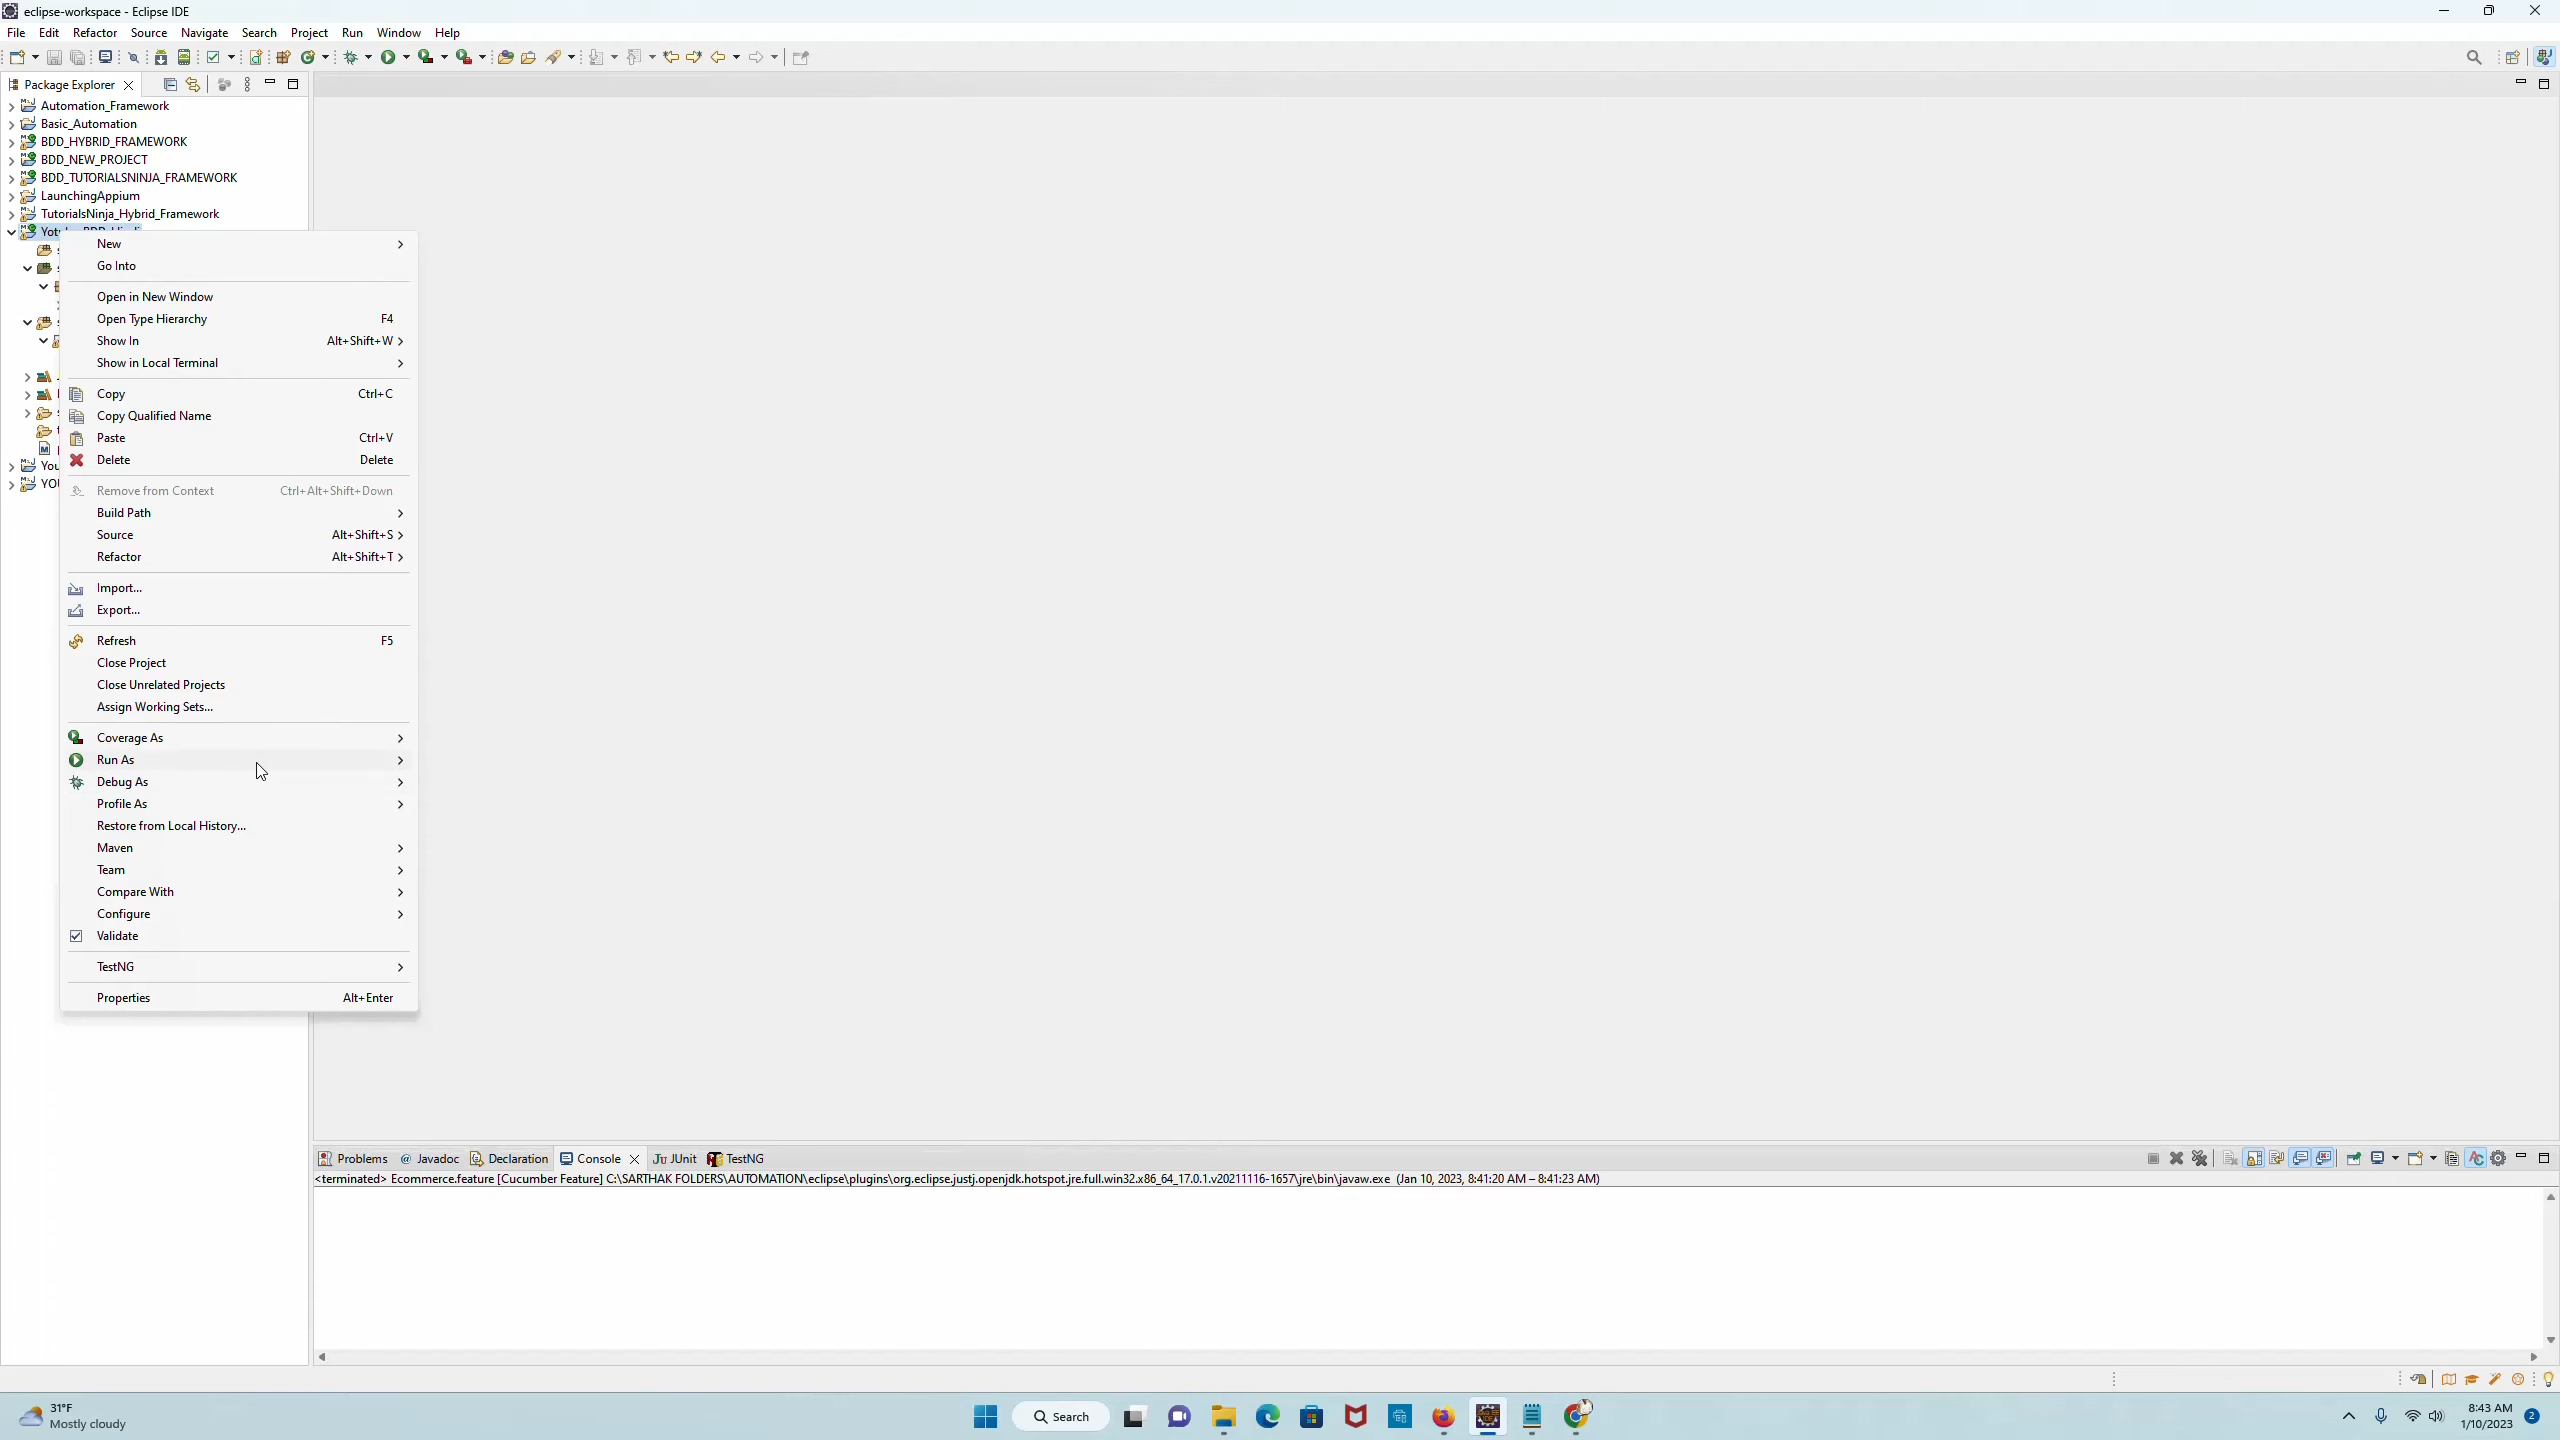 eclipse-workspace - Eclipse IDE
File Edit Refactor Source Navigate Search Project Run Window Help
Package Explorer
Automation_Framework
Basic_Automation
BDD_HYBRID_FRAMEWORK
BDD_NEW_PROJECT
BDD_TUTORIALSNINJA_FRAMEWORK
LaunchingAppium
TutorialsNinja_Hybrid_Framework
You
YOU
New
Go Into
Open in New Window
Open Type Hierarchy F4
Show In Alt+Shift+W
Show in Local Terminal
Copy Ctrl+C
Copy Qualified Name
Paste Ctrl+V
Delete Delete
Remove from Context Ctrl+Alt+Shift+Down
Build Path
Source Alt+Shift+S
Refactor Alt+Shift+T
Import...
Export...
Refresh F5
Close Project
Close Unrelated Projects
Assign Working Sets...
Coverage As
Run As
Debug As
Profile As
Restore from Local History...
Maven
Team
Compare With
Configure
Validate
TestNG
Properties Alt+Enter
Problems Javadoc Declaration Console JUnit TestNG
<terminated> Ecommerce.feature [Cucumber Feature] C:\SARTHAK FOLDERS\AUTOMATION\eclipse\plugins\org.eclipse.justj.openjdk.hotspot.jre.full.win32.x86_64_17.0.1.v20211116-1657\jre\bin\javaw.exe (Jan 10, 2023, 8:41:20 AM – 8:41:23 AM)
31°F
Mostly cloudy
Search
8:43 AM
1/10/2023
2